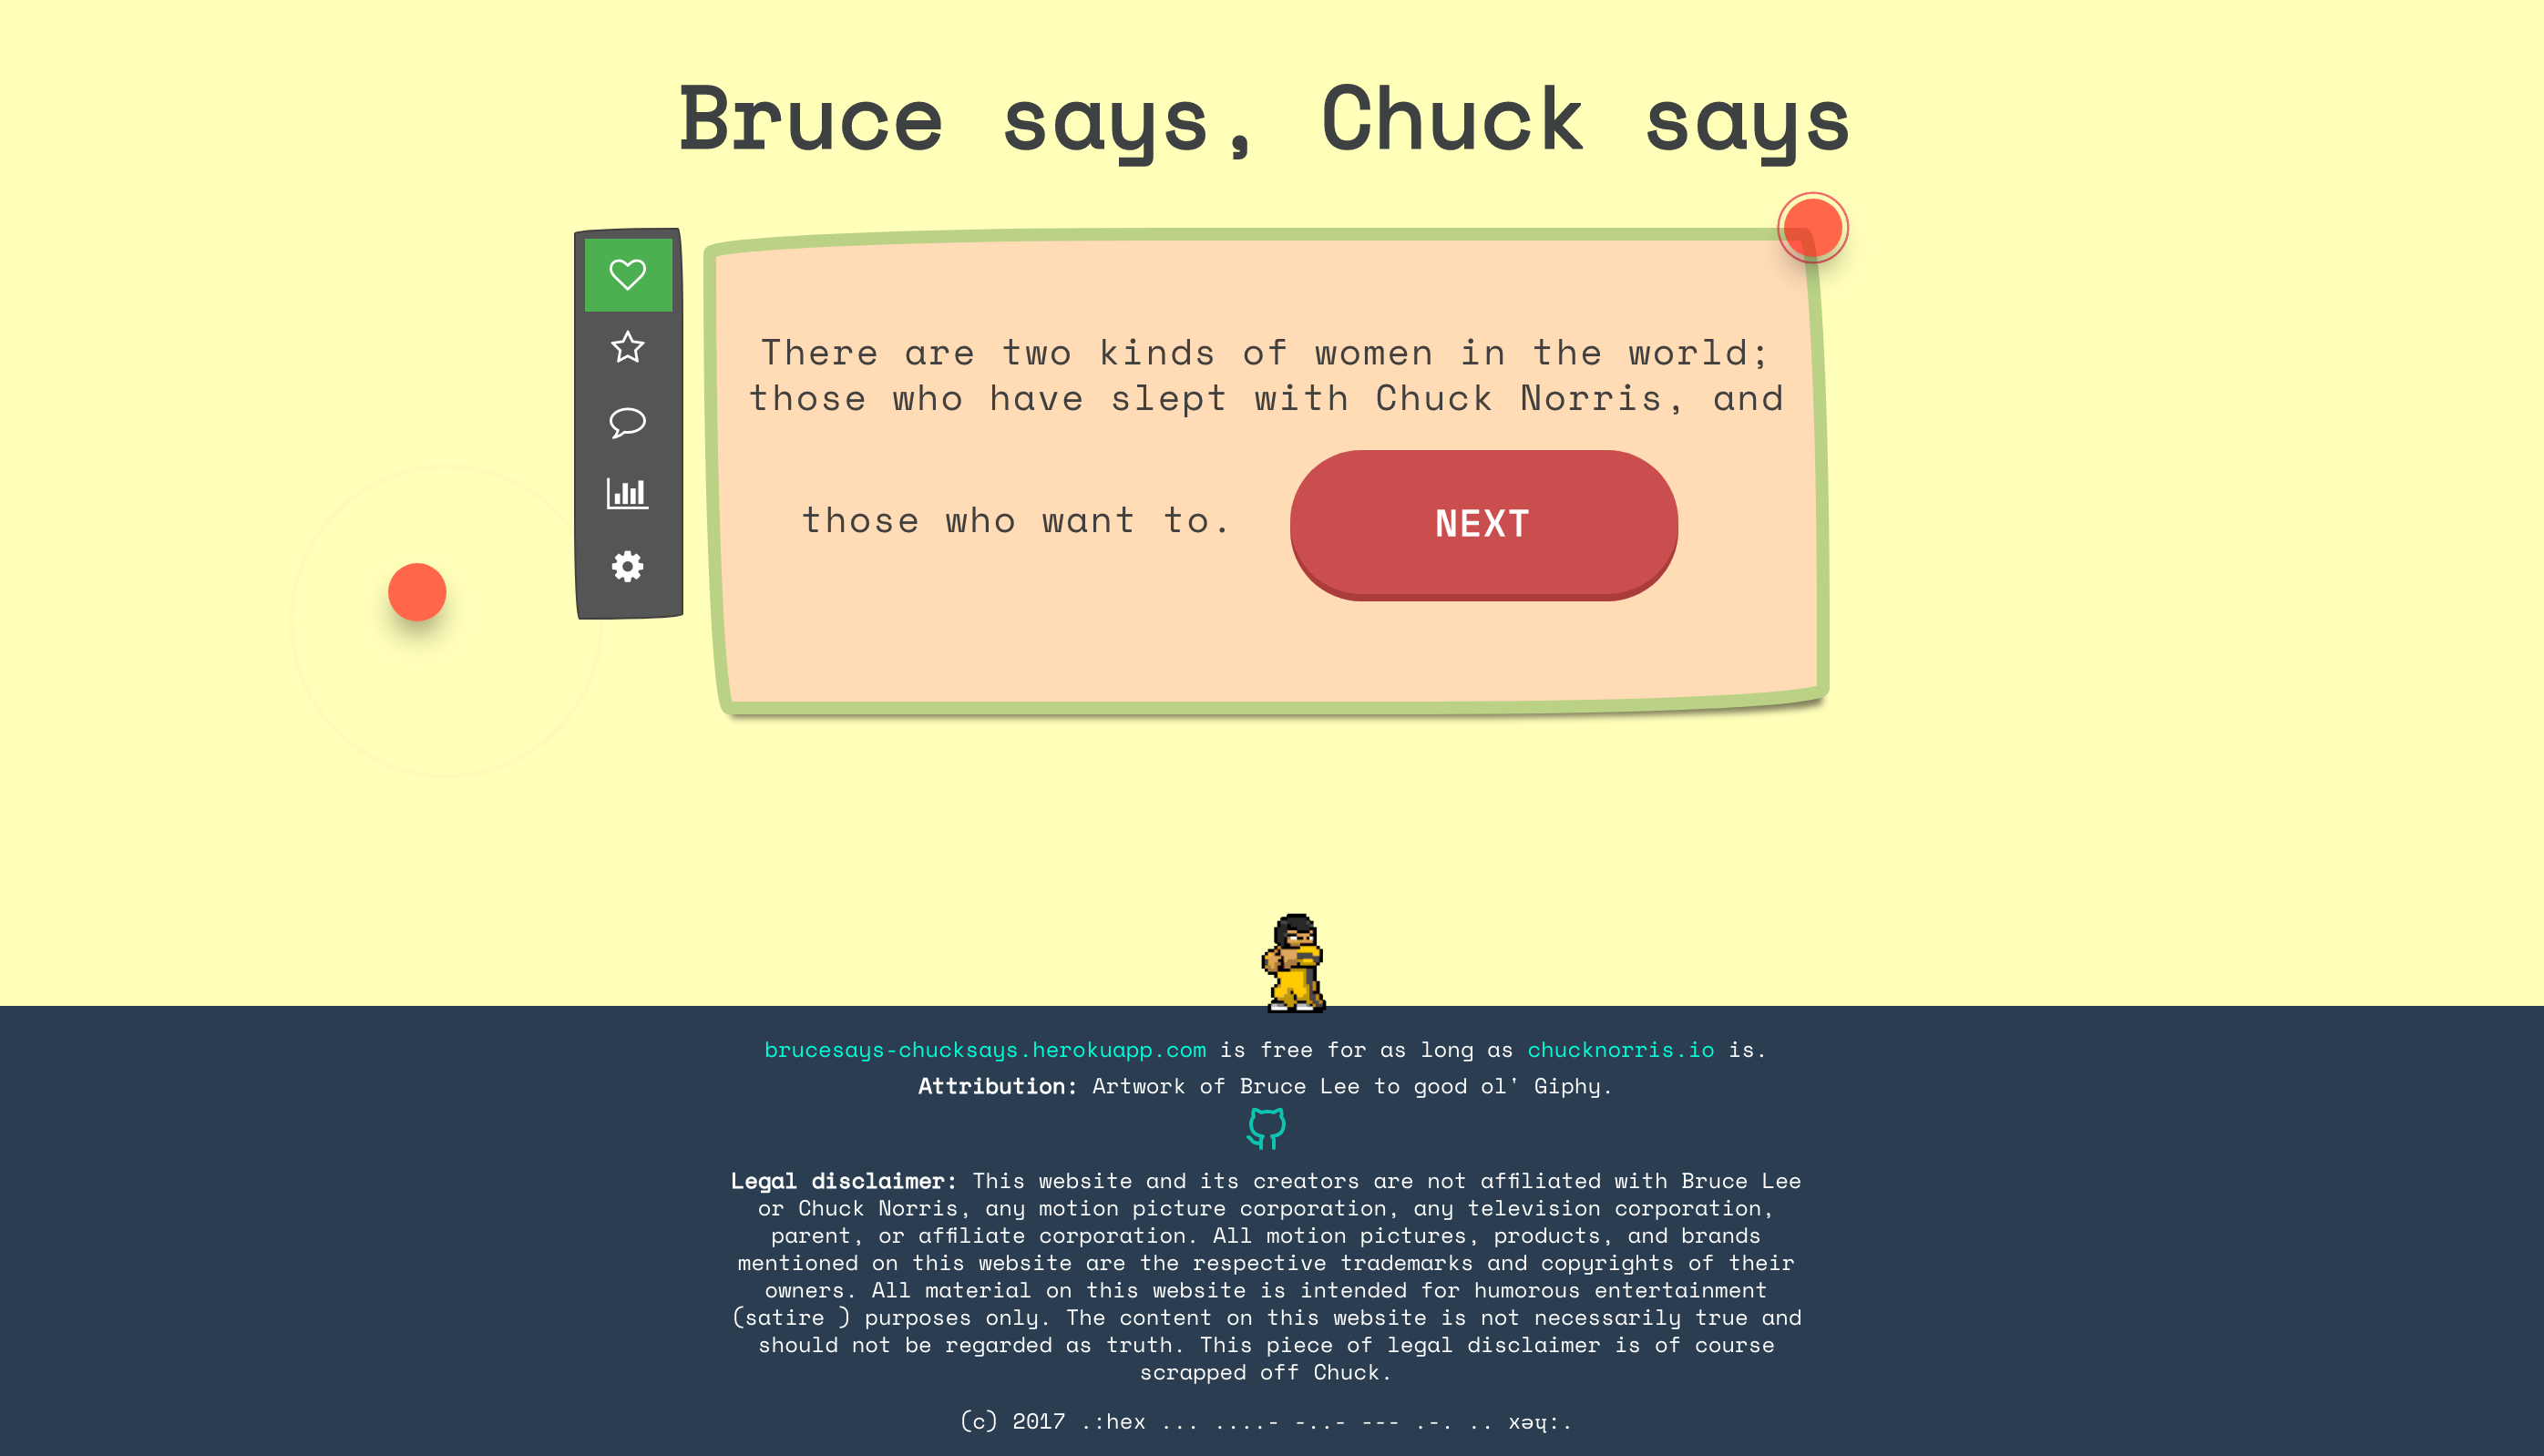 Bruce says, Chuck says
There are two kinds of women in the world;
those who have slept with Chuck Norris, and
those who want to.
NEXT
brucesays-chucksays.herokuapp.com is free for as long as chucknorris.io is.
Attribution: Artwork of Bruce Lee to good ol' Giphy.
Legal disclaimer: This website and its creators are not affiliated with Bruce Lee
or Chuck Norris, any motion picture corporation, any television corporation,
parent, or affiliate corporation. All motion pictures, products, and brands
mentioned on this website are the respective trademarks and copyrights of their
owners. All material on this website is intended for humorous entertainment
(satire ) purposes only. The content on this website is not necessarily true and
should not be regarded as truth. This piece of legal disclaimer is of course
scrapped off Chuck.
(c) 2017 .:hex ... ....- -..- --- .-. .. xəɥ:.